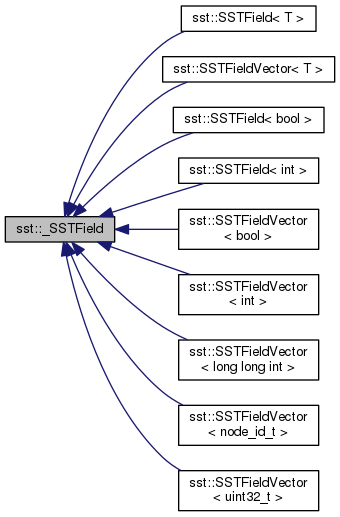 sst::SSTField< T >
sst::SSTFieldVector< T >
sst::SSTField< bool >
sst::SSTField< int >
sst::_SSTField
sst::SSTFieldVector
< bool >
sst::SSTFieldVector
< int >
sst::SSTFieldVector
< long long int >
sst::SSTFieldVector
< node_id_t >
sst::SSTFieldVector
< uint32_t >